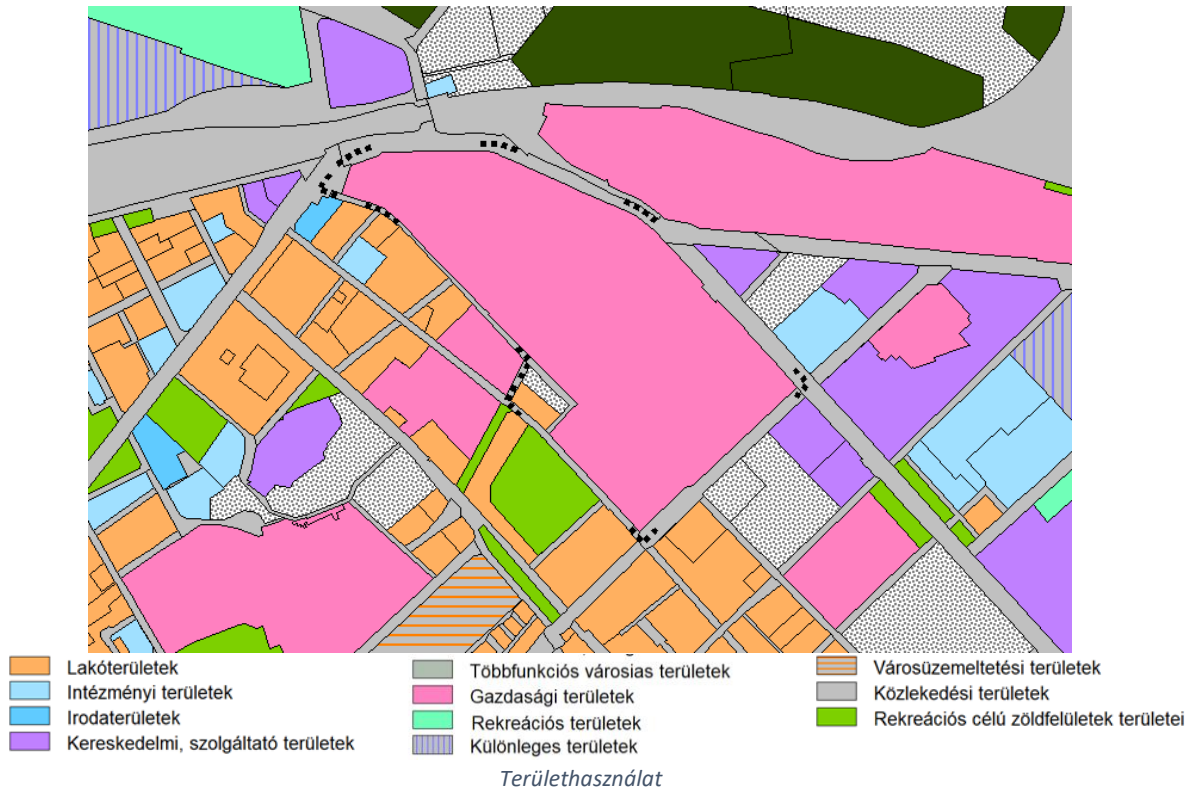 Lakóterületek
Intézményi területek
Irodaterületek
Kereskedelmi, szolgáltató területek
Többfunkciós városias területek
Gazdasági területek
Rekreációs területek
Különleges területek
Városüzemeltetési területek
Közlekedési területek
Rekreációs célú zöldfelületek területei
Területhasználat